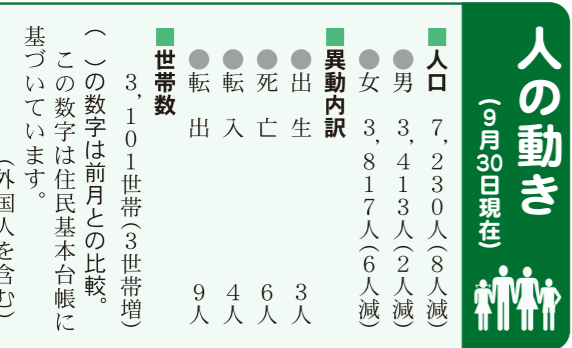 人の動き
(9月30日現在)
■人口 7,230人(8人減)
●男 3,413人(2人減)
●女 3,817人(6人減)
■異動内訳
●出生 3人
●死亡 6人
●転入 4人
●転出 9人
■世帯数
3,101世帯(3世帯増)
( )の数字は前月との比較。
この数字は住民基本台帳に
基づいています。
(外国人を含む)